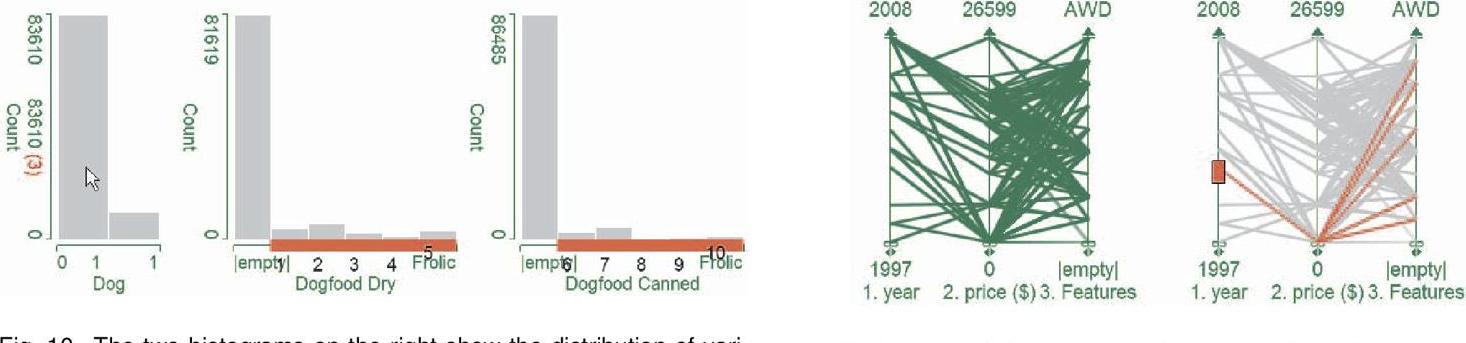 83610
83610 (3)
Count
0
0 1 1
Dog
81619
Count
0
|empty|
1 2 3 4 5
Frolic
Dogfood Dry
86485
Count
0
|empty|
6 7 8 9 10
Frolic
Dogfood Canned
2008 26599 AWD
1997 0 |empty|
1. year 2. price ($) 3. Features
2008 26599 AWD
1997 0 |empty|
1. year 2. price ($) 3. Features
Fig. 10. The two histograms on the right show the distribution of vari-